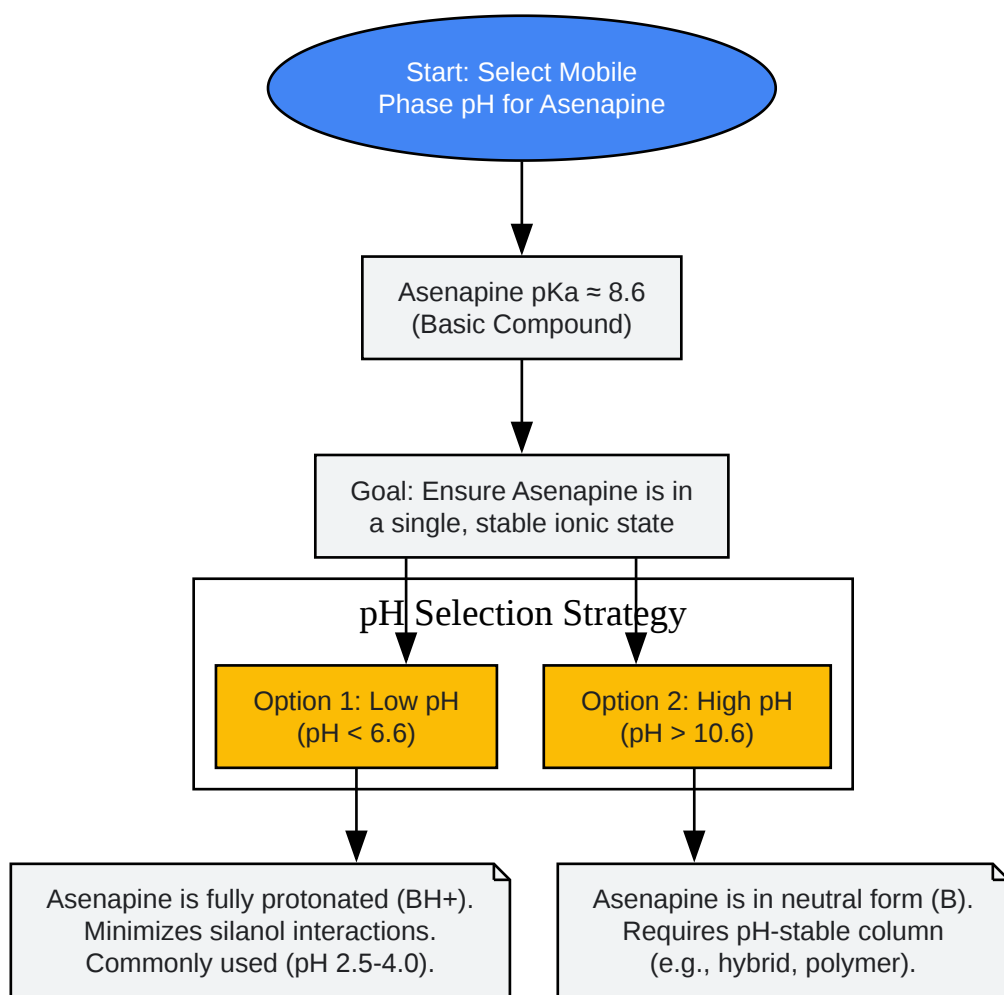 Start: Select Mobile
Phase pH for Asenapine
Asenapine pKa ≈ 8.6
(Basic Compound)
Goal: Ensure Asenapine is in
a single, stable ionic state
pH Selection Strategy
Option 1: Low pH
(pH < 6.6)
Option 2: High pH
(pH > 10.6)
Asenapine is fully protonated (BH+).
Minimizes silanol interactions.
Commonly used (pH 2.5-4.0).
Asenapine is in neutral form (B).
Requires pH-stable column
(e.g., hybrid, polymer).